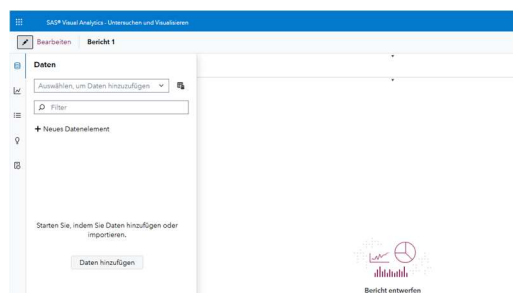 SAS® Visual Analytics - Untersuchen und Visualisieren
Bearbeiten Bericht 1
Daten
Auswählen, um Daten hinzuzufügen
Filter
+ Neues Datenelement
Starten Sie, indem Sie Daten hinzufügen oder
importieren.
Daten hinzufügen
Bericht entwerfen